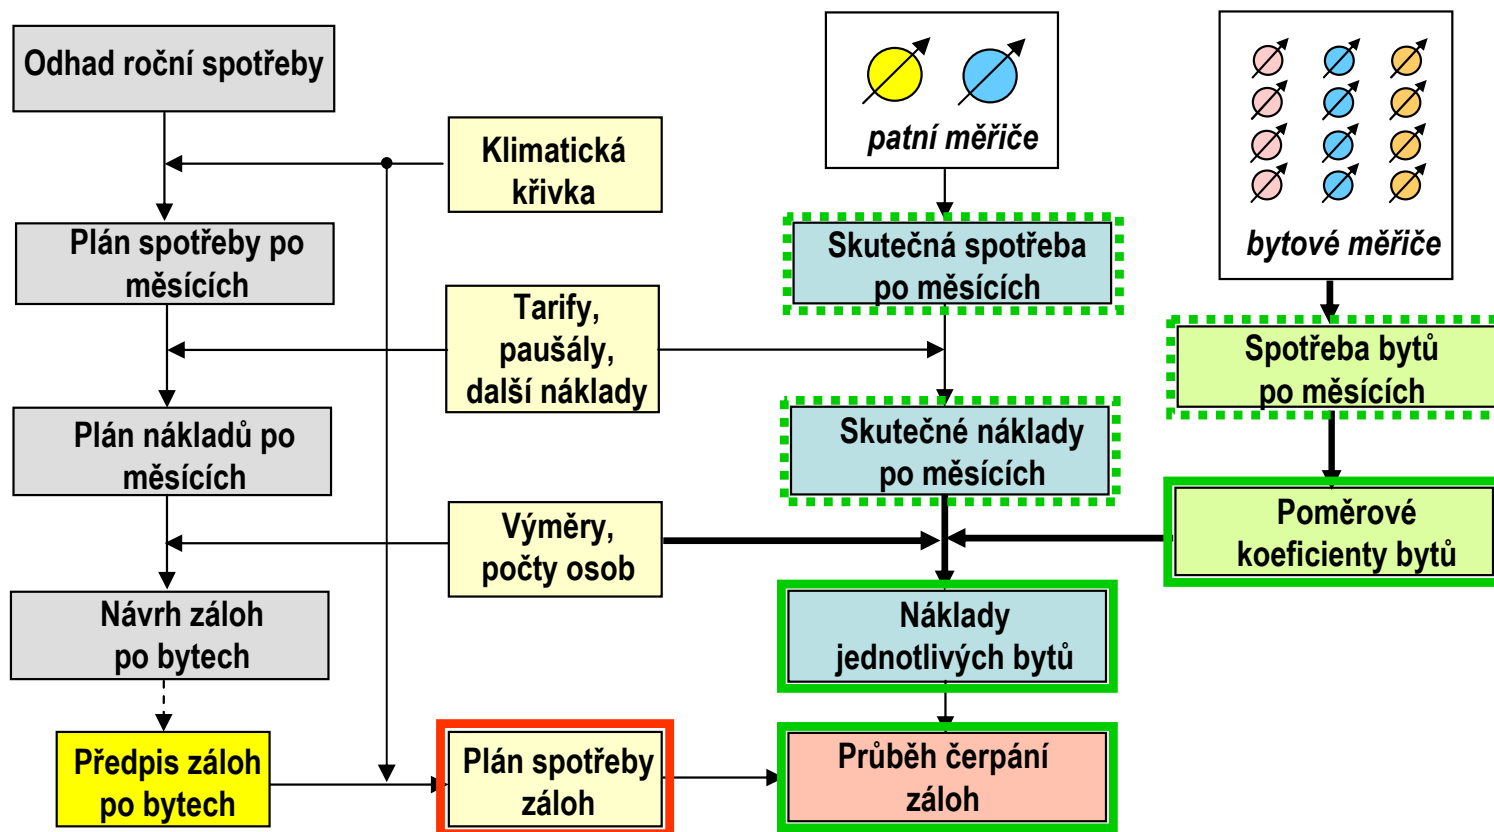 Odhad roční spotřeby
Klimatická
křivka
patní měřiče
bytové měřiče
Plán spotřeby po
měsících
Skutečná spotřeba
po měsících
Tarify,
paušály,
další náklady
Spotřeba bytů
po měsících
Plán nákladů po
měsících
Skutečné náklady
po měsících
Výměry,
počty osob
Poměrové
koeficienty bytů
Návrh záloh
po bytech
Náklady
jednotlivých bytů
Předpis záloh
po bytech
Plán spotřeby
záloh
Průběh čerpání
záloh